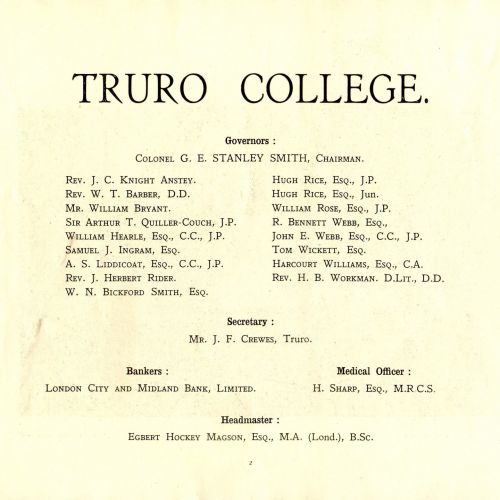 TRURO COLLEGE.
Governors :
Colonel G. E. STANLEY SMITH, Chairman.
Rev. J. C. Knight Anstey.
Rev. W. T. Barber, D.D.
Mr. William Bryant.
Sir Arthur T. Quiller-Couch, J.P.
William Hearle, Esq., C.C., J.P.
Samuel J. Ingram, Esq.
A. S. Liddicoat, Esq., C.C., J.P.
Rev. J. Herbert Rider.
W. N. Bickford Smith, Esq.
Hugh Rice, Esq., J.P.
Hugh Rice, Esq., Jun.
William Rose, Esq., J.P.
R. Bennett Webb, Esq.,
John E. Webb, Esq., C.C., J.P.
Tom Wickett, Esq.
Harcourt Williams, Esq., C.A.
Rev. H. B. Workman. D.Lit., D.D.
Secretary :
Mr. J. F. Crewes, Truro.
Bankers :
London City and Midland Bank, Limited.
Medical Officer :
H. Sharp, Esq., M.R.C.S.
Headmaster :
Egbert Hockey Magson, Esq., M.A. (Lond.), B.Sc.
2